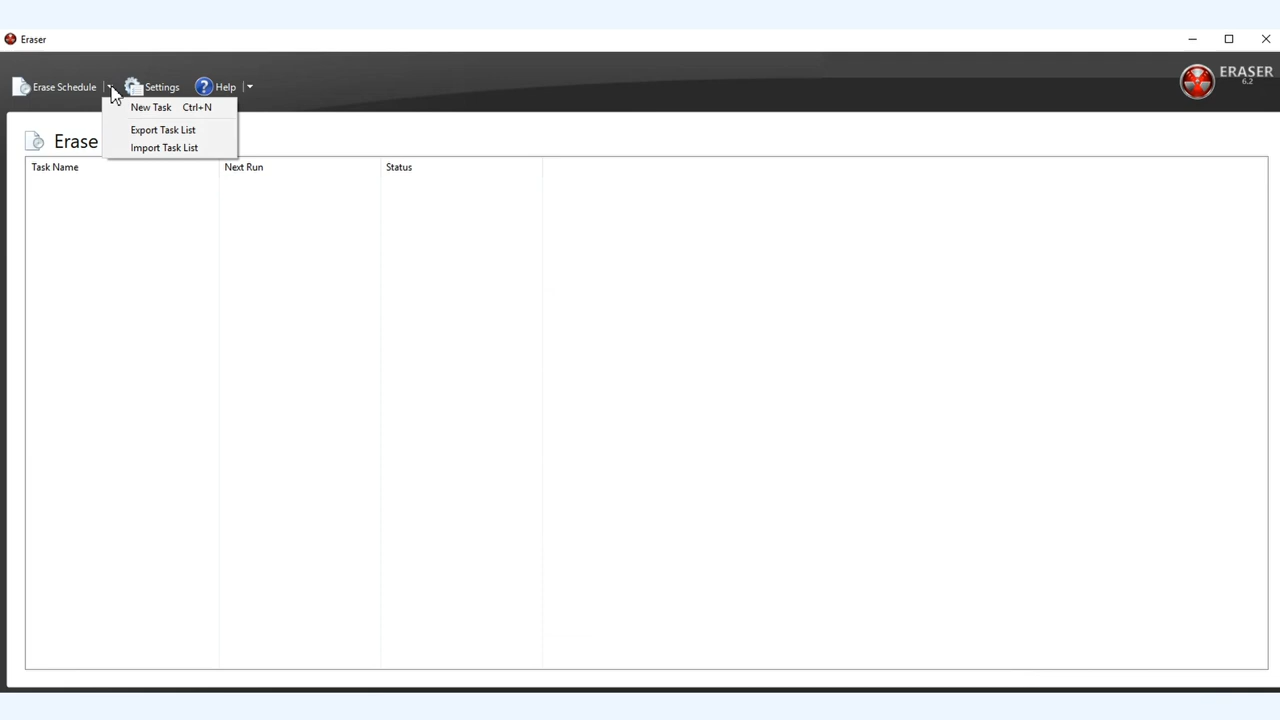 Eraser
Erase Schedule Settings Help
ERASER
6.2
New Task Ctrl+N
Export Task List
Import Task List
Erase
Task Name Next Run Status